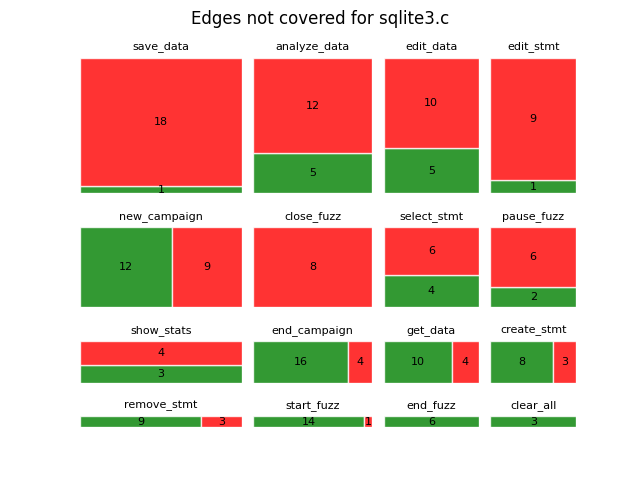 Edges not covered for sqlite3.c
save_data analyze_data edit_data edit_stmt
18 12 10 9
1 5 5 1
new_campaign close_fuzz select_stmt pause_fuzz
12 9 8 6 6
4 2
show_stats end_campaign get_data create_stmt
4 16 4 10 4 8 3
3
remove_stmt start_fuzz end_fuzz clear_all
9 3 14 1 6 3